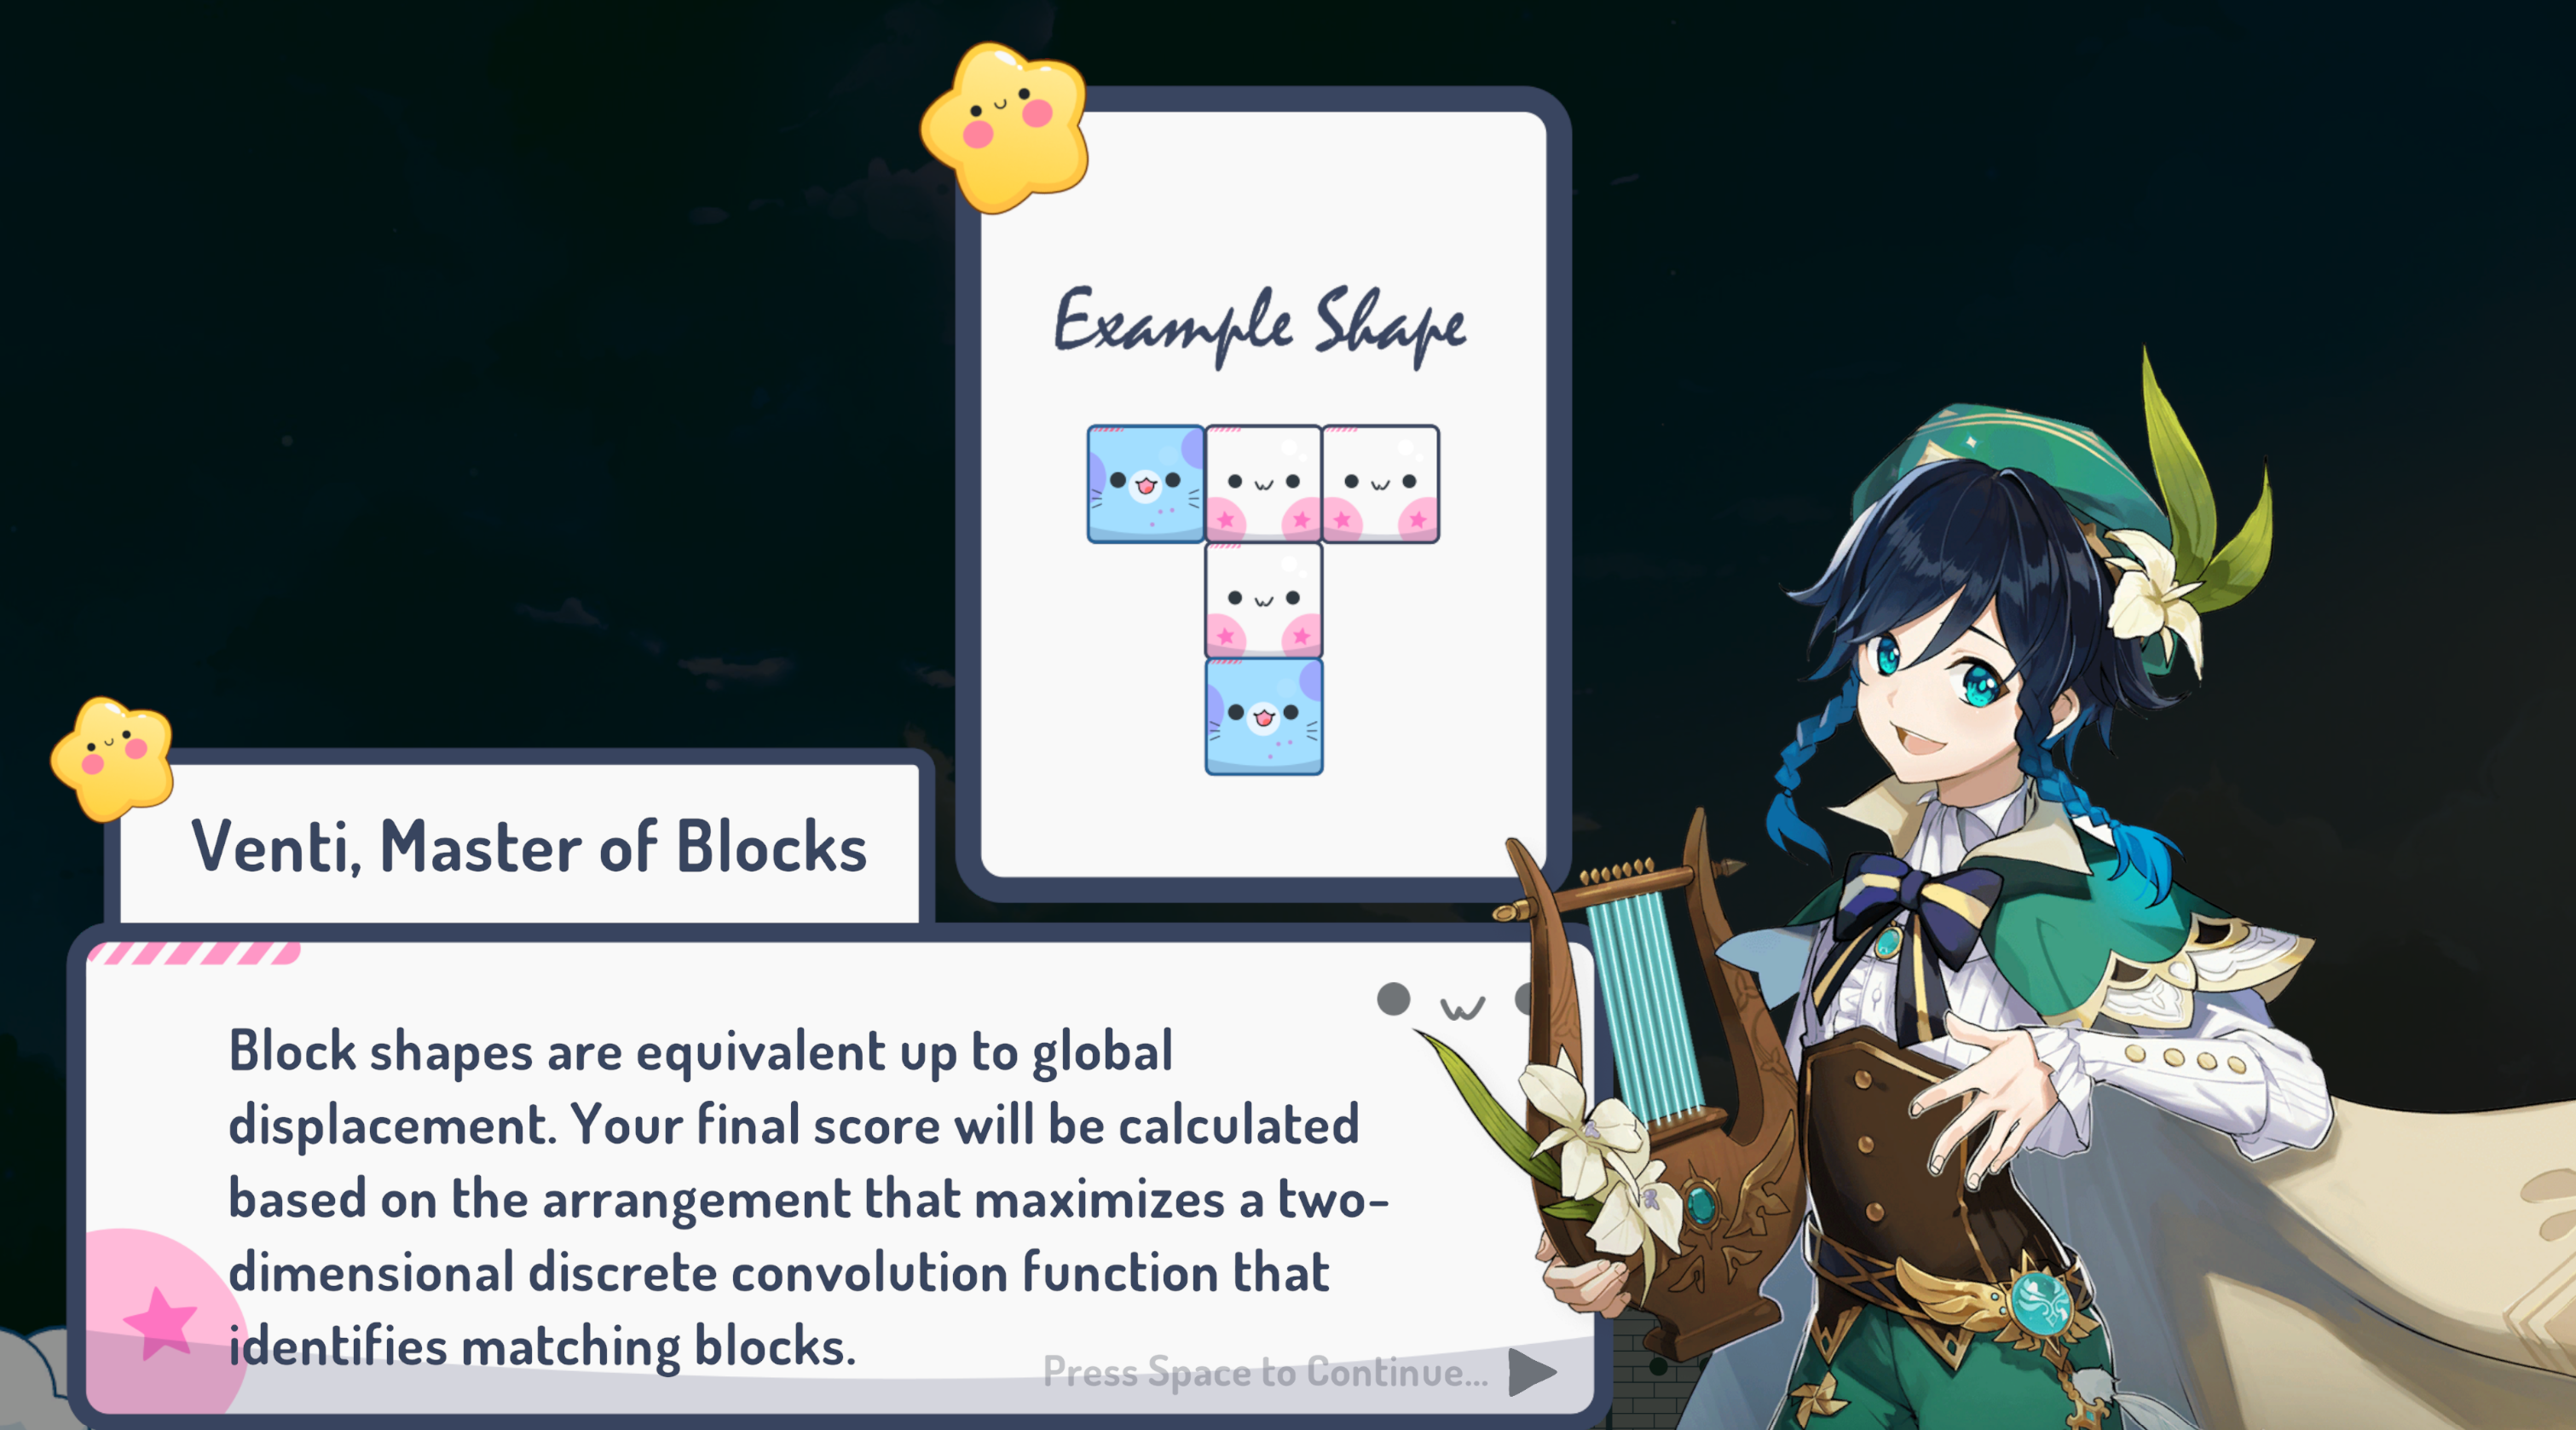 Example Shape
Venti, Master of Blocks
Block shapes are equivalent up to global
displacement. Your final score will be calculated
based on the arrangement that maximizes a two-
dimensional discrete convolution function that
identifies matching blocks.
Press Space to Continue...